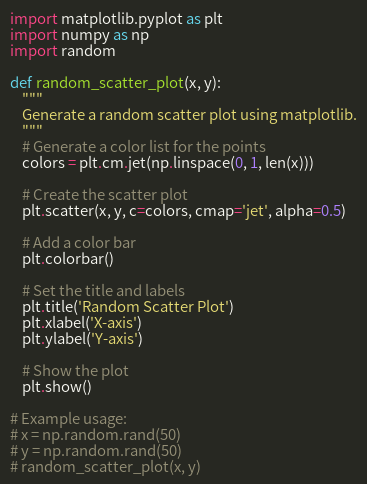 import matplotlib.pyplot as plt
import numpy as np
import random

def random_scatter_plot(x, y):
    """
    Generate a random scatter plot using matplotlib.
    """
    # Generate a color list for the points
    colors = plt.cm.jet(np.linspace(0, 1, len(x)))

    # Create the scatter plot
    plt.scatter(x, y, c=colors, cmap='jet', alpha=0.5)

    # Add a color bar
    plt.colorbar()

    # Set the title and labels
    plt.title('Random Scatter Plot')
    plt.xlabel('X-axis')
    plt.ylabel('Y-axis')

    # Show the plot
    plt.show()

# Example usage:
# x = np.random.rand(50)
# y = np.random.rand(50)
# random_scatter_plot(x, y)